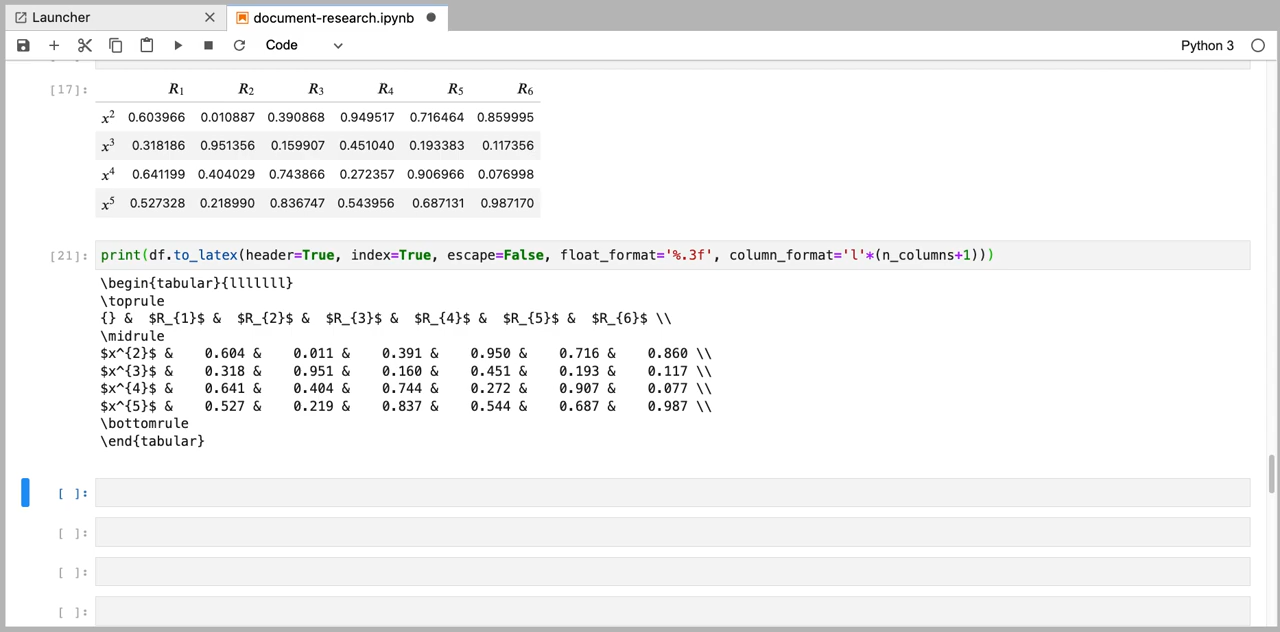 Launcher
document-research.ipynb
Code
Python 3
[17]:
R1 R2 R3 R4 R5 R6
x² 0.603966 0.010887 0.390868 0.949517 0.716464 0.859995
x³ 0.318186 0.951356 0.159907 0.451040 0.193383 0.117356
x⁴ 0.641199 0.404029 0.743866 0.272357 0.906966 0.076998
x⁵ 0.527328 0.218990 0.836747 0.543956 0.687131 0.987170
[21]: print(df.to_latex(header=True, index=True, escape=False, float_format='%.3f', column_format='l'*(n_columns+1)))
\begin{tabular}{lllllll}
\toprule
{} & $R_{1}$ & $R_{2}$ & $R_{3}$ & $R_{4}$ & $R_{5}$ & $R_{6}$ \\
\midrule
$x^{2}$ & 0.604 & 0.011 & 0.391 & 0.950 & 0.716 & 0.860 \\
$x^{3}$ & 0.318 & 0.951 & 0.160 & 0.451 & 0.193 & 0.117 \\
$x^{4}$ & 0.641 & 0.404 & 0.744 & 0.272 & 0.907 & 0.077 \\
$x^{5}$ & 0.527 & 0.219 & 0.837 & 0.544 & 0.687 & 0.987 \\
\bottomrule
\end{tabular}
[ ]:
[ ]:
[ ]:
[ ]: